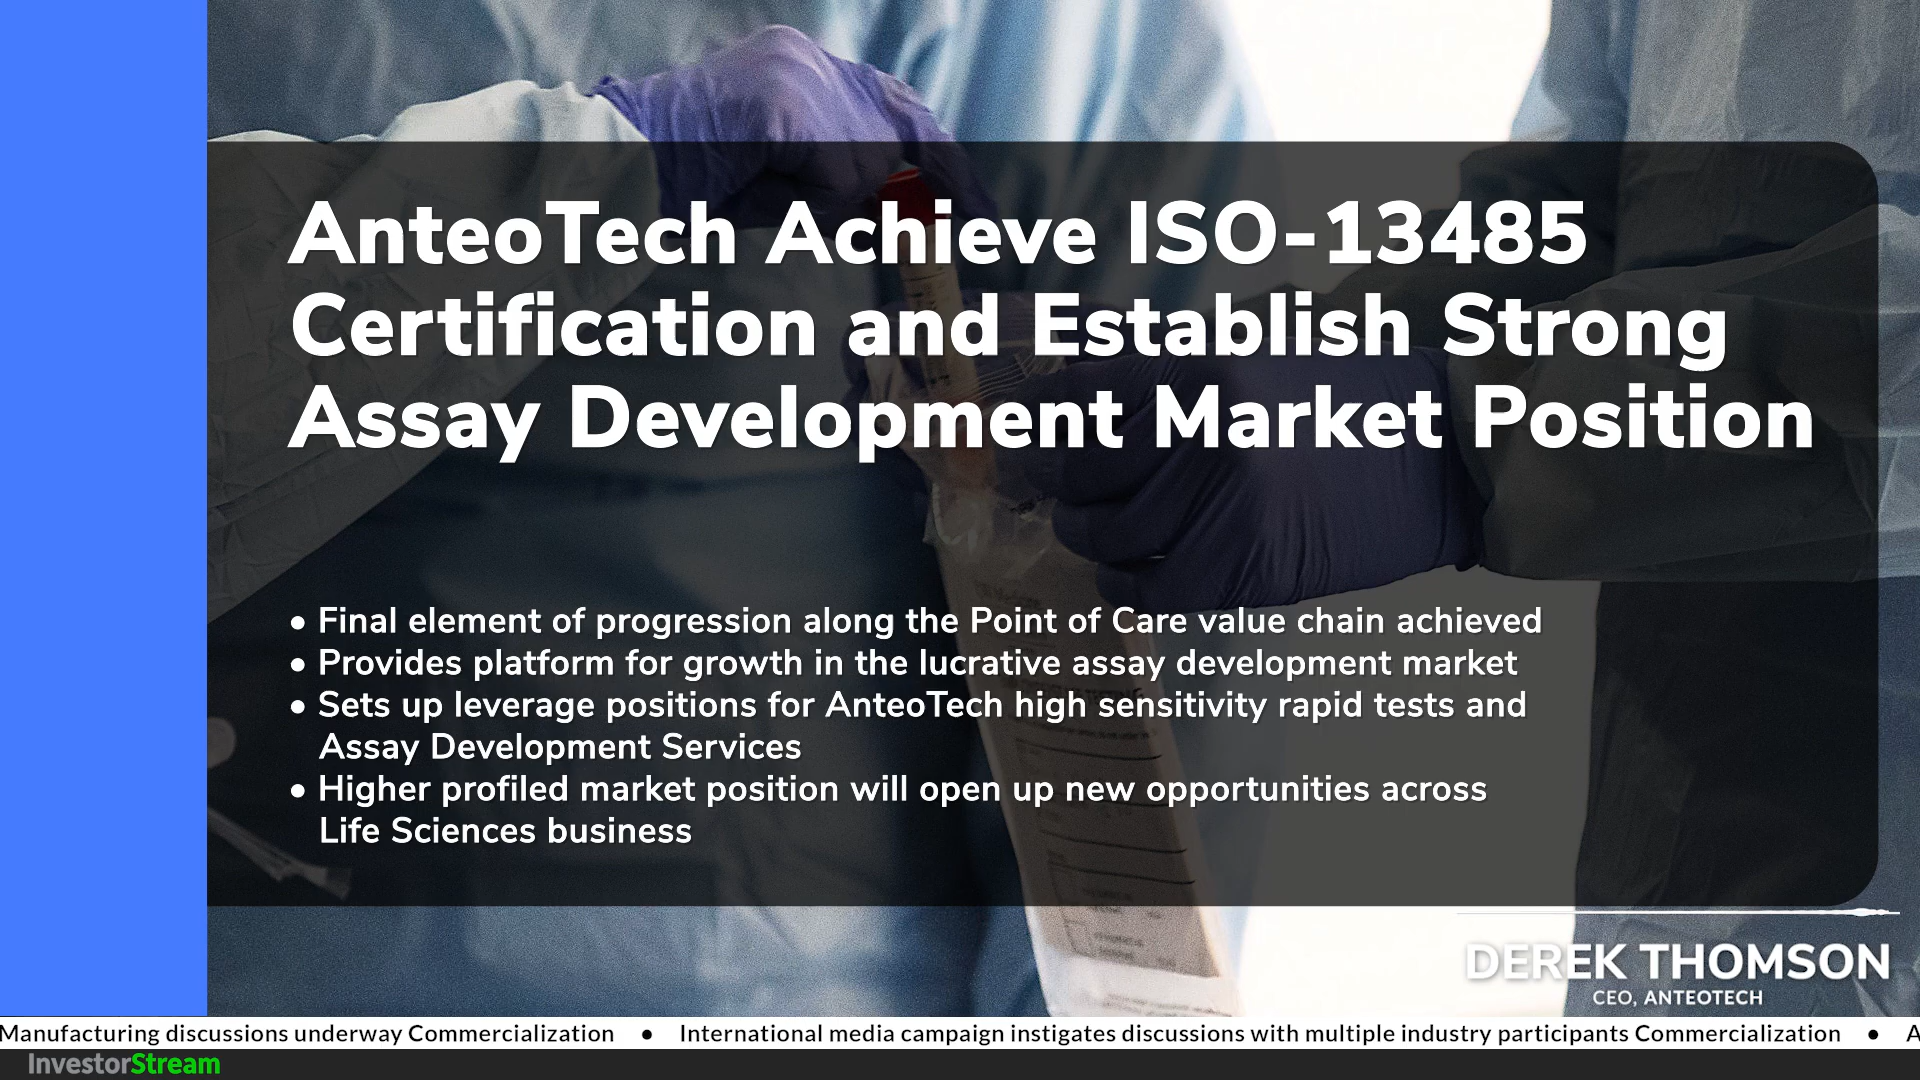 AnteoTech Achieve ISO-13485
Certification and Establish Strong
Assay Development Market Position
• Final element of progression along the Point of Care value chain achieved
• Provides platform for growth in the lucrative assay development market
• Sets up leverage positions for AnteoTech high sensitivity rapid tests and
Assay Development Services
• Higher profiled market position will open up new opportunities across
Life Sciences business
DEREK THOMSON
CEO, ANTEOTECH
Manufacturing discussions underway Commercialization • International media campaign instigates discussions with multiple industry participants Commercialization • A
InvestorStream